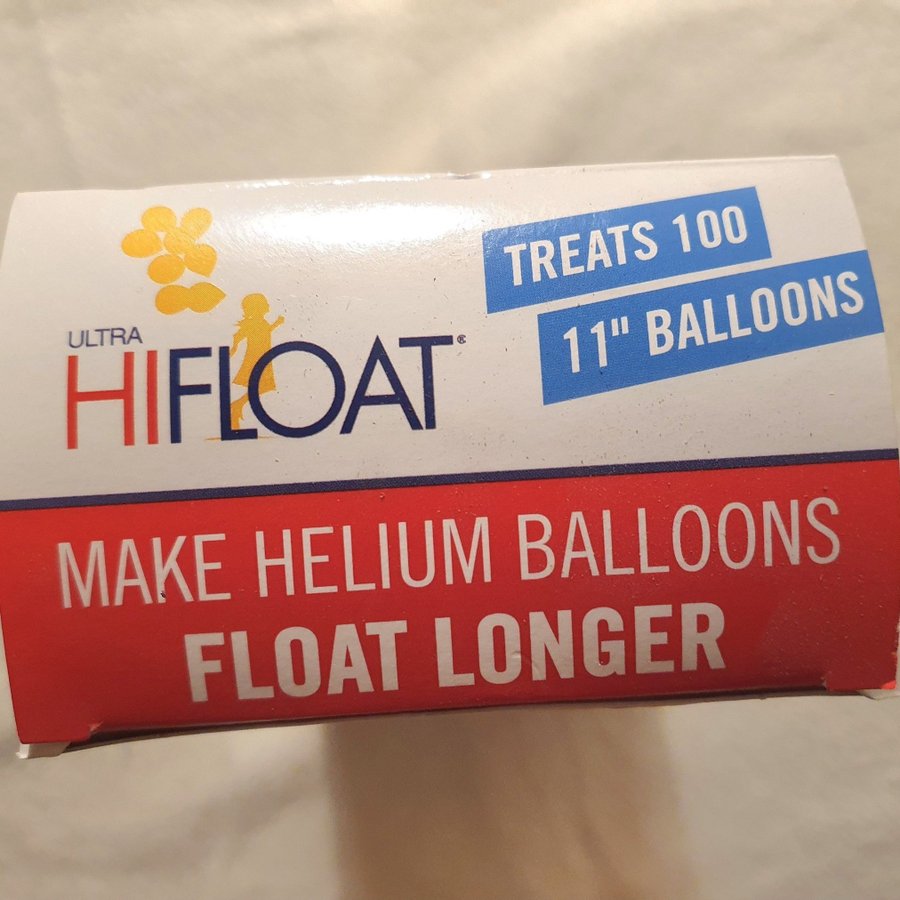 ULTRA
HIFLOAT®
TREATS 100
11" BALLOONS
MAKE HELIUM BALLOONS
FLOAT LONGER